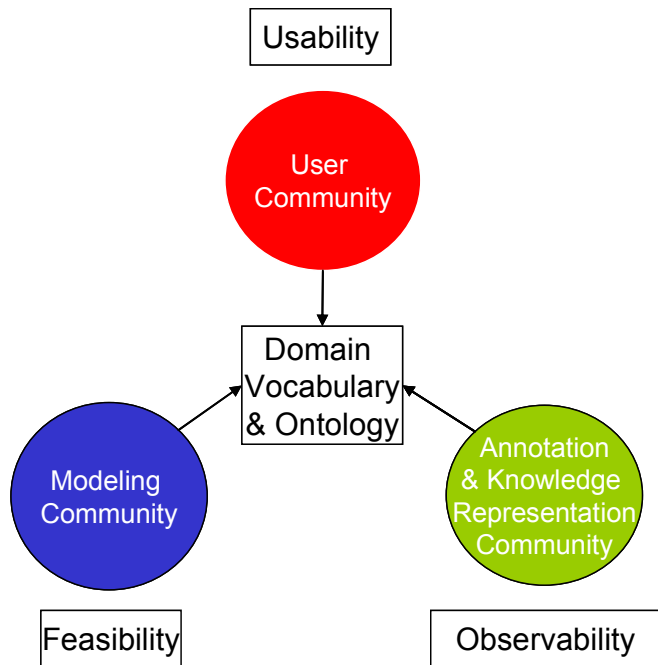 Usability
User
Community
Domain
Vocabulary
& Ontology
Modeling
Community
Annotation
& Knowledge
Representation
Community
Feasibility
Observability